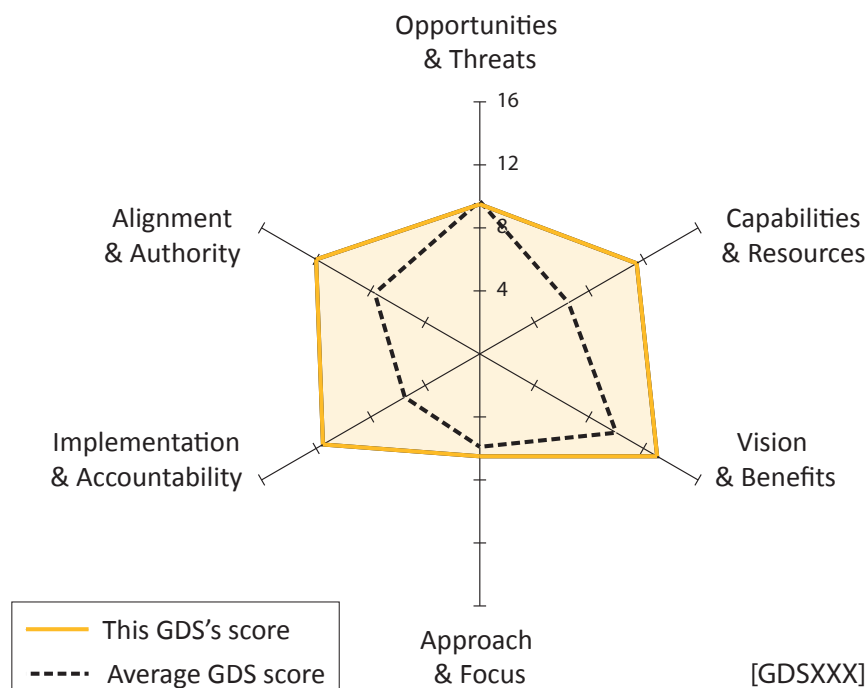 Opportunities
& Threats
16
12
8
4
Alignment
& Authority
Capabilities
& Resources
Implementation
& Accountability
Vision
& Benefits
Approach
& Focus
This GDS's score
Average GDS score
[GDSXXX]